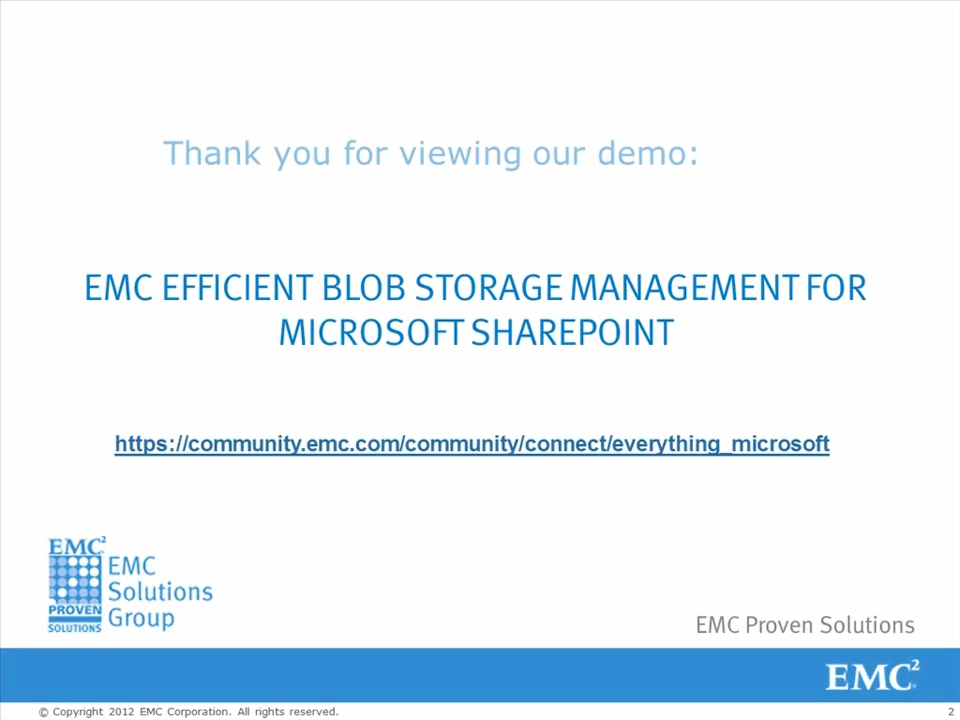 Thank you for viewing our demo:
EMC EFFICIENT BLOB STORAGE MANAGEMENT FOR
MICROSOFT SHAREPOINT
https://community.emc.com/community/connect/everything_microsoft
EMC²
PROVEN
SOLUTIONS
EMC
Solutions
Group
EMC Proven Solutions
EMC²
© Copyright 2012 EMC Corporation. All rights reserved.
2